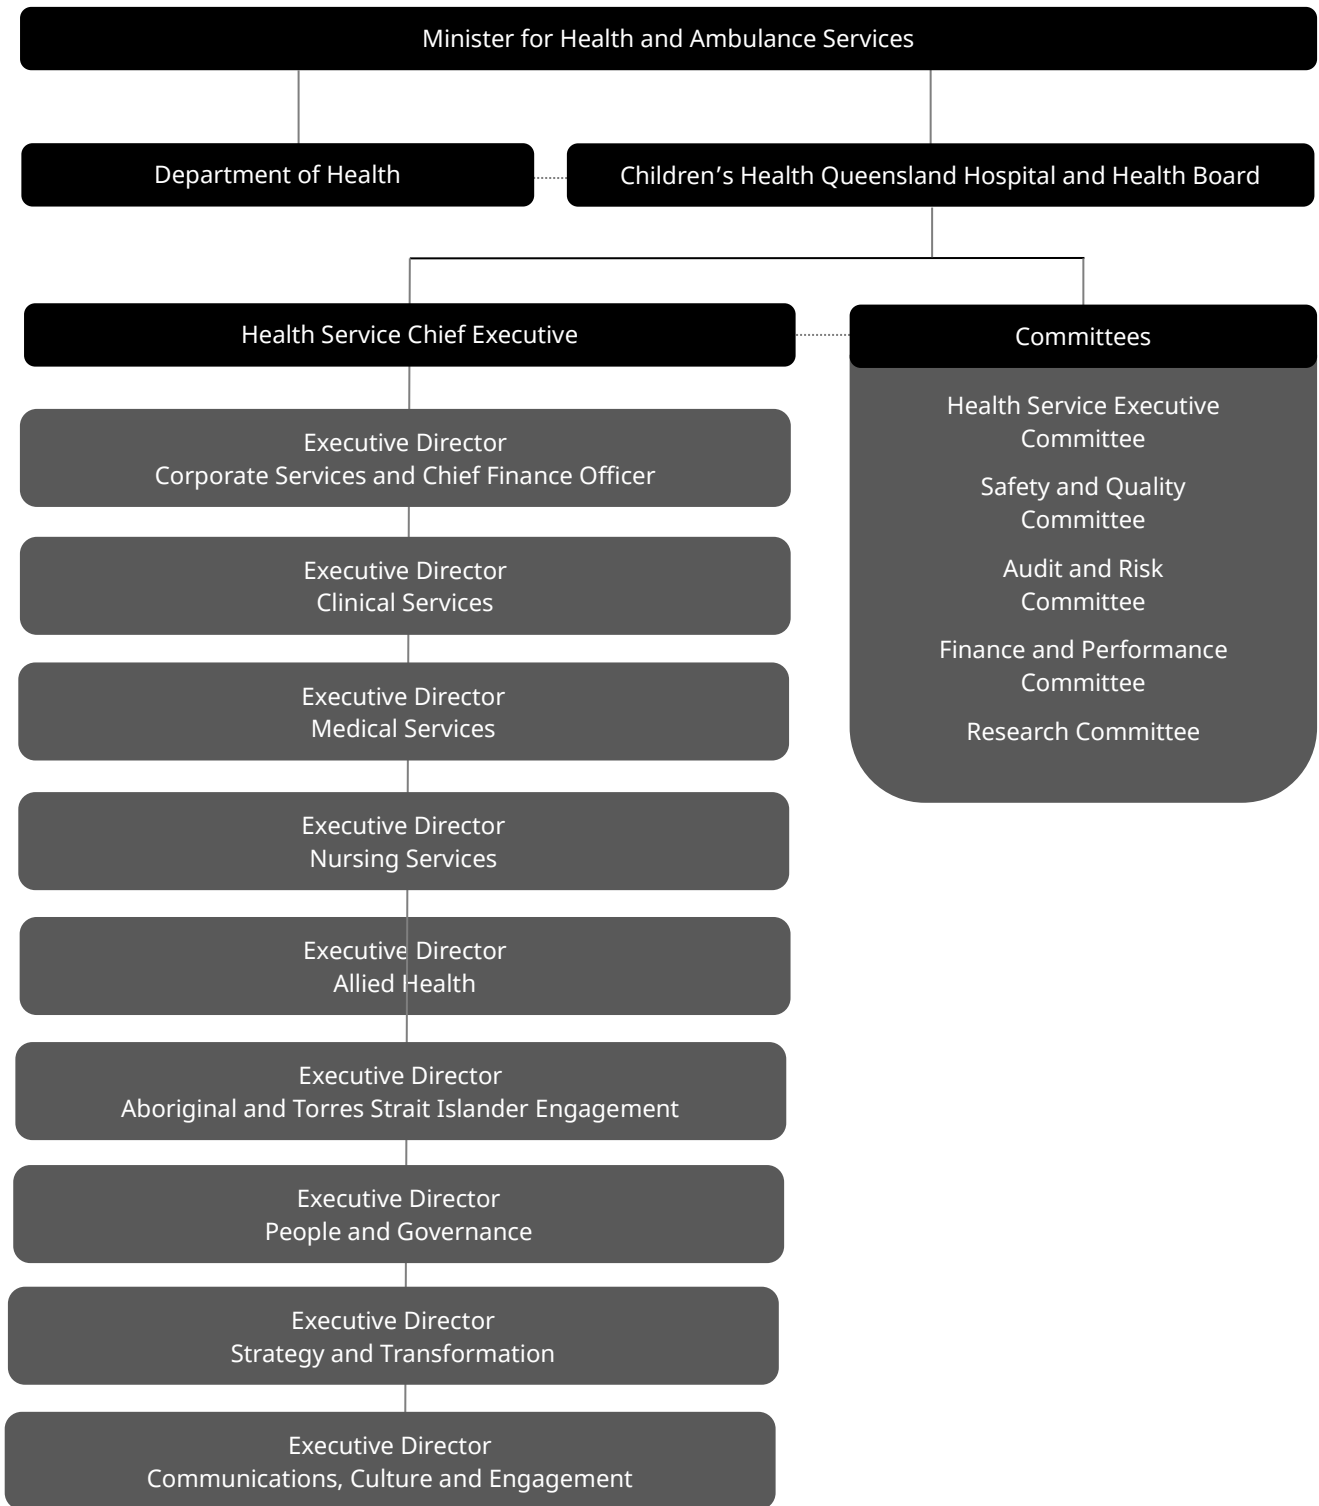 Minister for Health and Ambulance Services
Department of Health
Children’s Health Queensland Hospital and Health Board
Health Service Chief Executive
Committees
Health Service Executive
Committee
Safety and Quality
Committee
Audit and Risk
Committee
Finance and Performance
Committee
Research Committee
Executive Director
Corporate Services and Chief Finance Officer
Executive Director
Clinical Services
Executive Director
Medical Services
Executive Director
Nursing Services
Executive Director
Allied Health
Executive Director
Aboriginal and Torres Strait Islander Engagement
Executive Director
People and Governance
Executive Director
Strategy and Transformation
Executive Director
Communications, Culture and Engagement